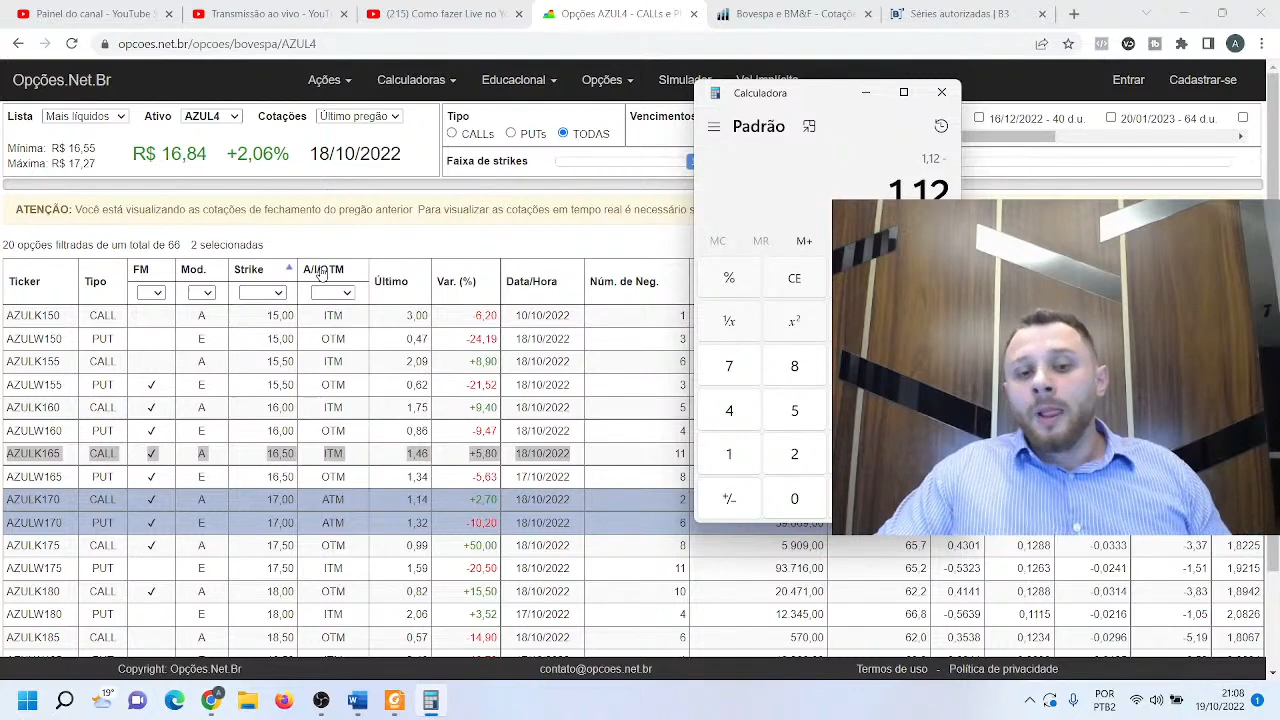 Painel do canal - YouTu
Transmissão ao vivo - YouT
(215) Como fazer Live no Y
Opções AZUL4 - CALLs e P
Bovespa e BM&F - Cotaçõ
Séries autorizadas | B3
opcoes.net.br/opcoes/bovespa/AZUL4
Opções.Net.Br
Ações
Calculadoras
Educacional
Opções
Simulador
Vol Implícito
Entrar
Cadastrar-se
Lista Mais líquidos
Ativo AZUL4
Cotações Último pregão
Tipo
CALLs PUTs TODAS
Vencimentos
16/12/2022 - 40 d.u.
20/01/2023 - 64 d.u.
Mínima: R$ 16,55
Máxima: R$ 17,27
R$ 16,84 +2,06% 18/10/2022
Faixa de strikes
ATENÇÃO: Você está visualizando as cotações de fechamento do pregão anterior. Para visualizar as cotações em tempo real é necessário s
20 opções filtradas de um total de 66 2 selecionadas
Ticker Tipo FM Mod. Strike A/I/OTM Último Var. (%) Data/Hora Núm. de Neg.
AZULK150 CALL A 15,00 ITM 3,00 -6,20 10/10/2022 1
AZULW150 PUT E 15,00 OTM 0,47 -24,19 18/10/2022 3
AZULK155 CALL A 15,50 ITM 2,09 +8,90 18/10/2022 6
AZULW155 PUT ✓ E 15,50 OTM 0,62 -21,52 18/10/2022 3
AZULK160 CALL ✓ A 16,00 ITM 1,75 +9,40 18/10/2022 5
AZULW160 PUT ✓ E 16,00 OTM 0,86 -9,47 18/10/2022 4
AZULK165 CALL ✓ A 16,50 ITM 1,46 +5,80 18/10/2022 11
AZULW165 PUT ✓ E 16,50 OTM 1,34 -5,63 17/10/2022 8
AZULK170 CALL ✓ A 17,00 ATM 1,14 +2,70 18/10/2022 2
AZULW170 PUT ✓ E 17,00 ATM 1,32 -10,20 18/10/2022 6
AZULK175 CALL ✓ A 17,50 OTM 0,99 +50,00 18/10/2022 8 5 909,00 65.7 0.4301 0,1288 -0,0333 -3,37 1,8225
AZULW175 PUT E 17,50 ITM 1,59 -20,50 17/10/2022 11 93.716,00 65.2 -0.5323 0,1263 -0,0241 -1,51 1,9215
AZULK180 CALL ✓ A 18,00 OTM 0,82 +15,50 18/10/2022 10 20 471,00 62.2 0,4141 0,1286 -0,0314 -3,83 1,8942
AZULW180 PUT E 18,00 ITM 2,06 +3,52 17/10/2022 4 12 345,00 66.8 -0,5639 0,1115 -0,0216 -1,05 2,0826
AZULK185 CALL A 18,50 OTM 0,57 -14,90 18/10/2022 6 570,00 62.0 0,3538 0,1234 -0,0296 -5,19 1,8067
Calculadora
Padrão
1,12 -
1,12
MC MR M+
% CE
¹/x x²
7 8
4 5
1 2
+/- 0
Copyright: Opções.Net.Br
contato@opcoes.net.br
Termos de uso - Política de privacidade
19°
POR
PTB2
21:08
19/10/2022
1